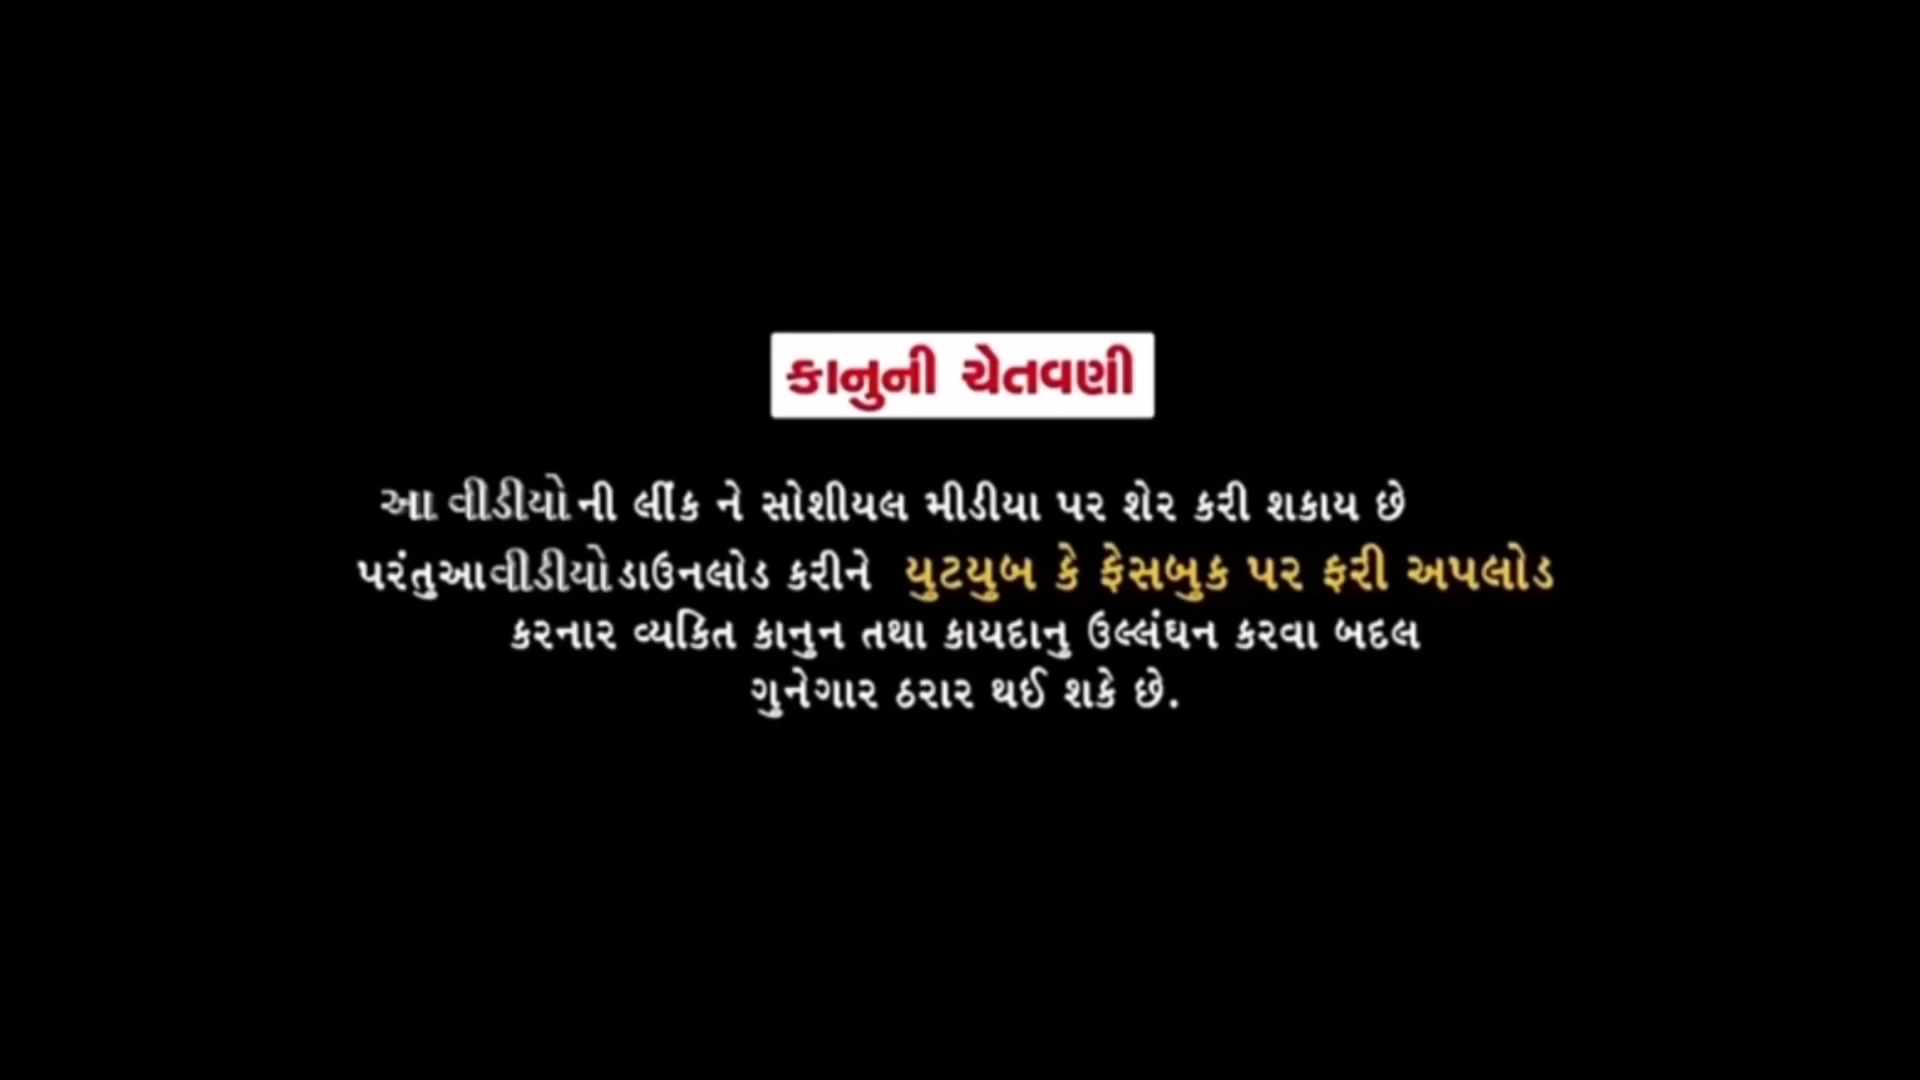 કાનુની ચેતવણી
આ વીડીયો ની લીંક ને સોશીયલ મીડીયા પર શેર કરી શકાય છે
પરંતુ આ વીડીયો ડાઉનલોડ કરીને યુટયુબ કે ફેસબુક પર ફરી અપલોડ
કરનાર વ્યકિત કાનુન તથા કાયદાનુ ઉલ્લંઘન કરવા બદલ
ગુનેગાર ઠરાર થઈ શકે છે.